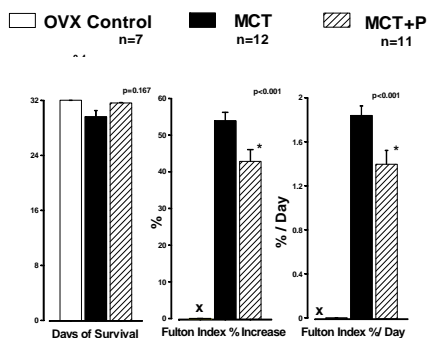 OVX Control MCT MCT+P
n=7 n=12 n=11
p=0.167 p<0.001 p<0.001
32 60 2
50
24 1.6
40
% % / Day
1.2
16 30
0.8
20
8
10 0.4
x x
0 0 0
* *
Days of Survival Fulton Index % Increase Fulton Index %/ Day